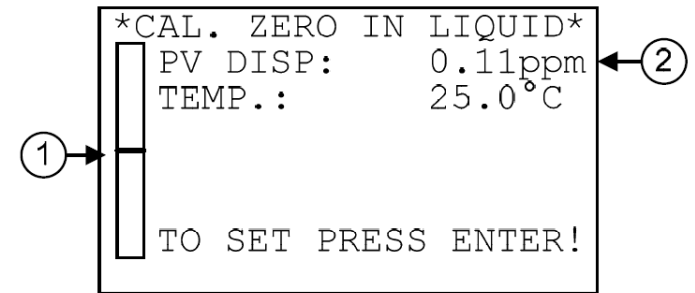 *CAL. ZERO IN LIQUID*
PV DISP: 0.11ppm
2
TEMP.: 25.0°C
1
TO SET PRESS ENTER!